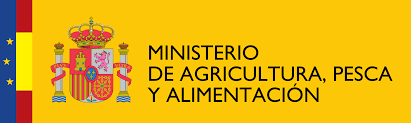 MINISTERIO
DE AGRICULTURA, PESCA
Y ALIMENTACIÓN